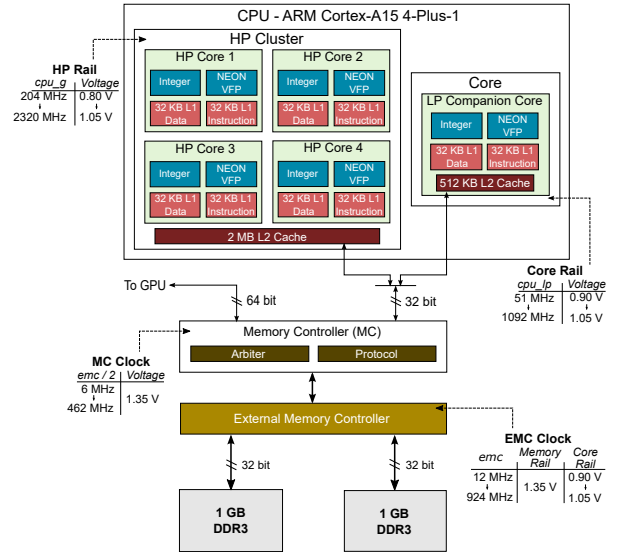 CPU - ARM Cortex-A15 4-Plus-1
HP Cluster
HP Core 1
Integer
NEON
VFP
32 KB L1
Data
32 KB L1
Instruction
HP Core 2
Integer
NEON
VFP
32 KB L1
Data
32 KB L1
Instruction
HP Core 3
Integer
NEON
VFP
32 KB L1
Data
32 KB L1
Instruction
HP Core 4
Integer
NEON
VFP
32 KB L1
Data
32 KB L1
Instruction
2 MB L2 Cache
Core
LP Companion Core
Integer
NEON
VFP
32 KB L1
Data
32 KB L1
Instruction
512 KB L2 Cache
HP Rail
cpu_g Voltage
204 MHz 0.80 V
2320 MHz 1.05 V
Core Rail
cpu_lp Voltage
51 MHz 0.90 V
1092 MHz 1.05 V
To GPU
64 bit
32 bit
Memory Controller (MC)
Arbiter
Protocol
MC Clock
emc / 2 Voltage
6 MHz
1.35 V
462 MHz
External Memory Controller
EMC Clock
emc Memory Rail Core Rail
12 MHz 0.90 V
1.35 V
924 MHz 1.05 V
32 bit
32 bit
1 GB
DDR3
1 GB
DDR3